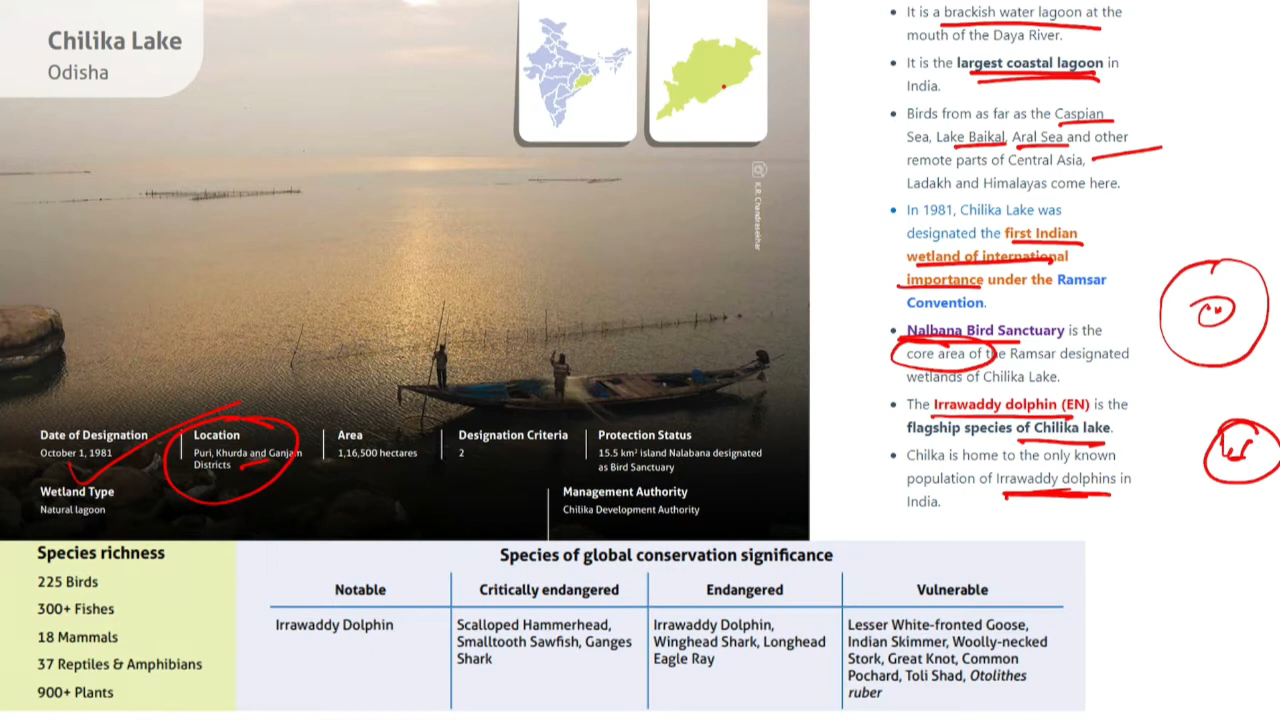 Chilika Lake
Odisha
K.R. Chandrasekhar
Date of Designation
October 1, 1981
Location
Puri, Khurda and Ganjam
Districts
Area
1,16,500 hectares
Designation Criteria
2
Protection Status
15.5 km² island Nalabana designated
as Bird Sanctuary
Wetland Type
Natural lagoon
Management Authority
Chilika Development Authority
• It is a brackish water lagoon at the
mouth of the Daya River.
• It is the largest coastal lagoon in
India.
• Birds from as far as the Caspian
Sea, Lake Baikal, Aral Sea and other
remote parts of Central Asia,
Ladakh and Himalayas come here.
• In 1981, Chilika Lake was
designated the first Indian
wetland of international
importance under the Ramsar
Convention.
• Nalbana Bird Sanctuary is the
core area of the Ramsar designated
wetlands of Chilika Lake.
• The Irrawaddy dolphin (EN) is the
flagship species of Chilika lake.
• Chilka is home to the only known
population of Irrawaddy dolphins in
India.
Species richness
225 Birds
300+ Fishes
18 Mammals
37 Reptiles & Amphibians
900+ Plants
Species of global conservation significance
Notable
Critically endangered
Endangered
Vulnerable
Irrawaddy Dolphin
Scalloped Hammerhead,
Smalltooth Sawfish, Ganges
Shark
Irrawaddy Dolphin,
Winghead Shark, Longhead
Eagle Ray
Lesser White-fronted Goose,
Indian Skimmer, Woolly-necked
Stork, Great Knot, Common
Pochard, Toli Shad, Otolithes
ruber